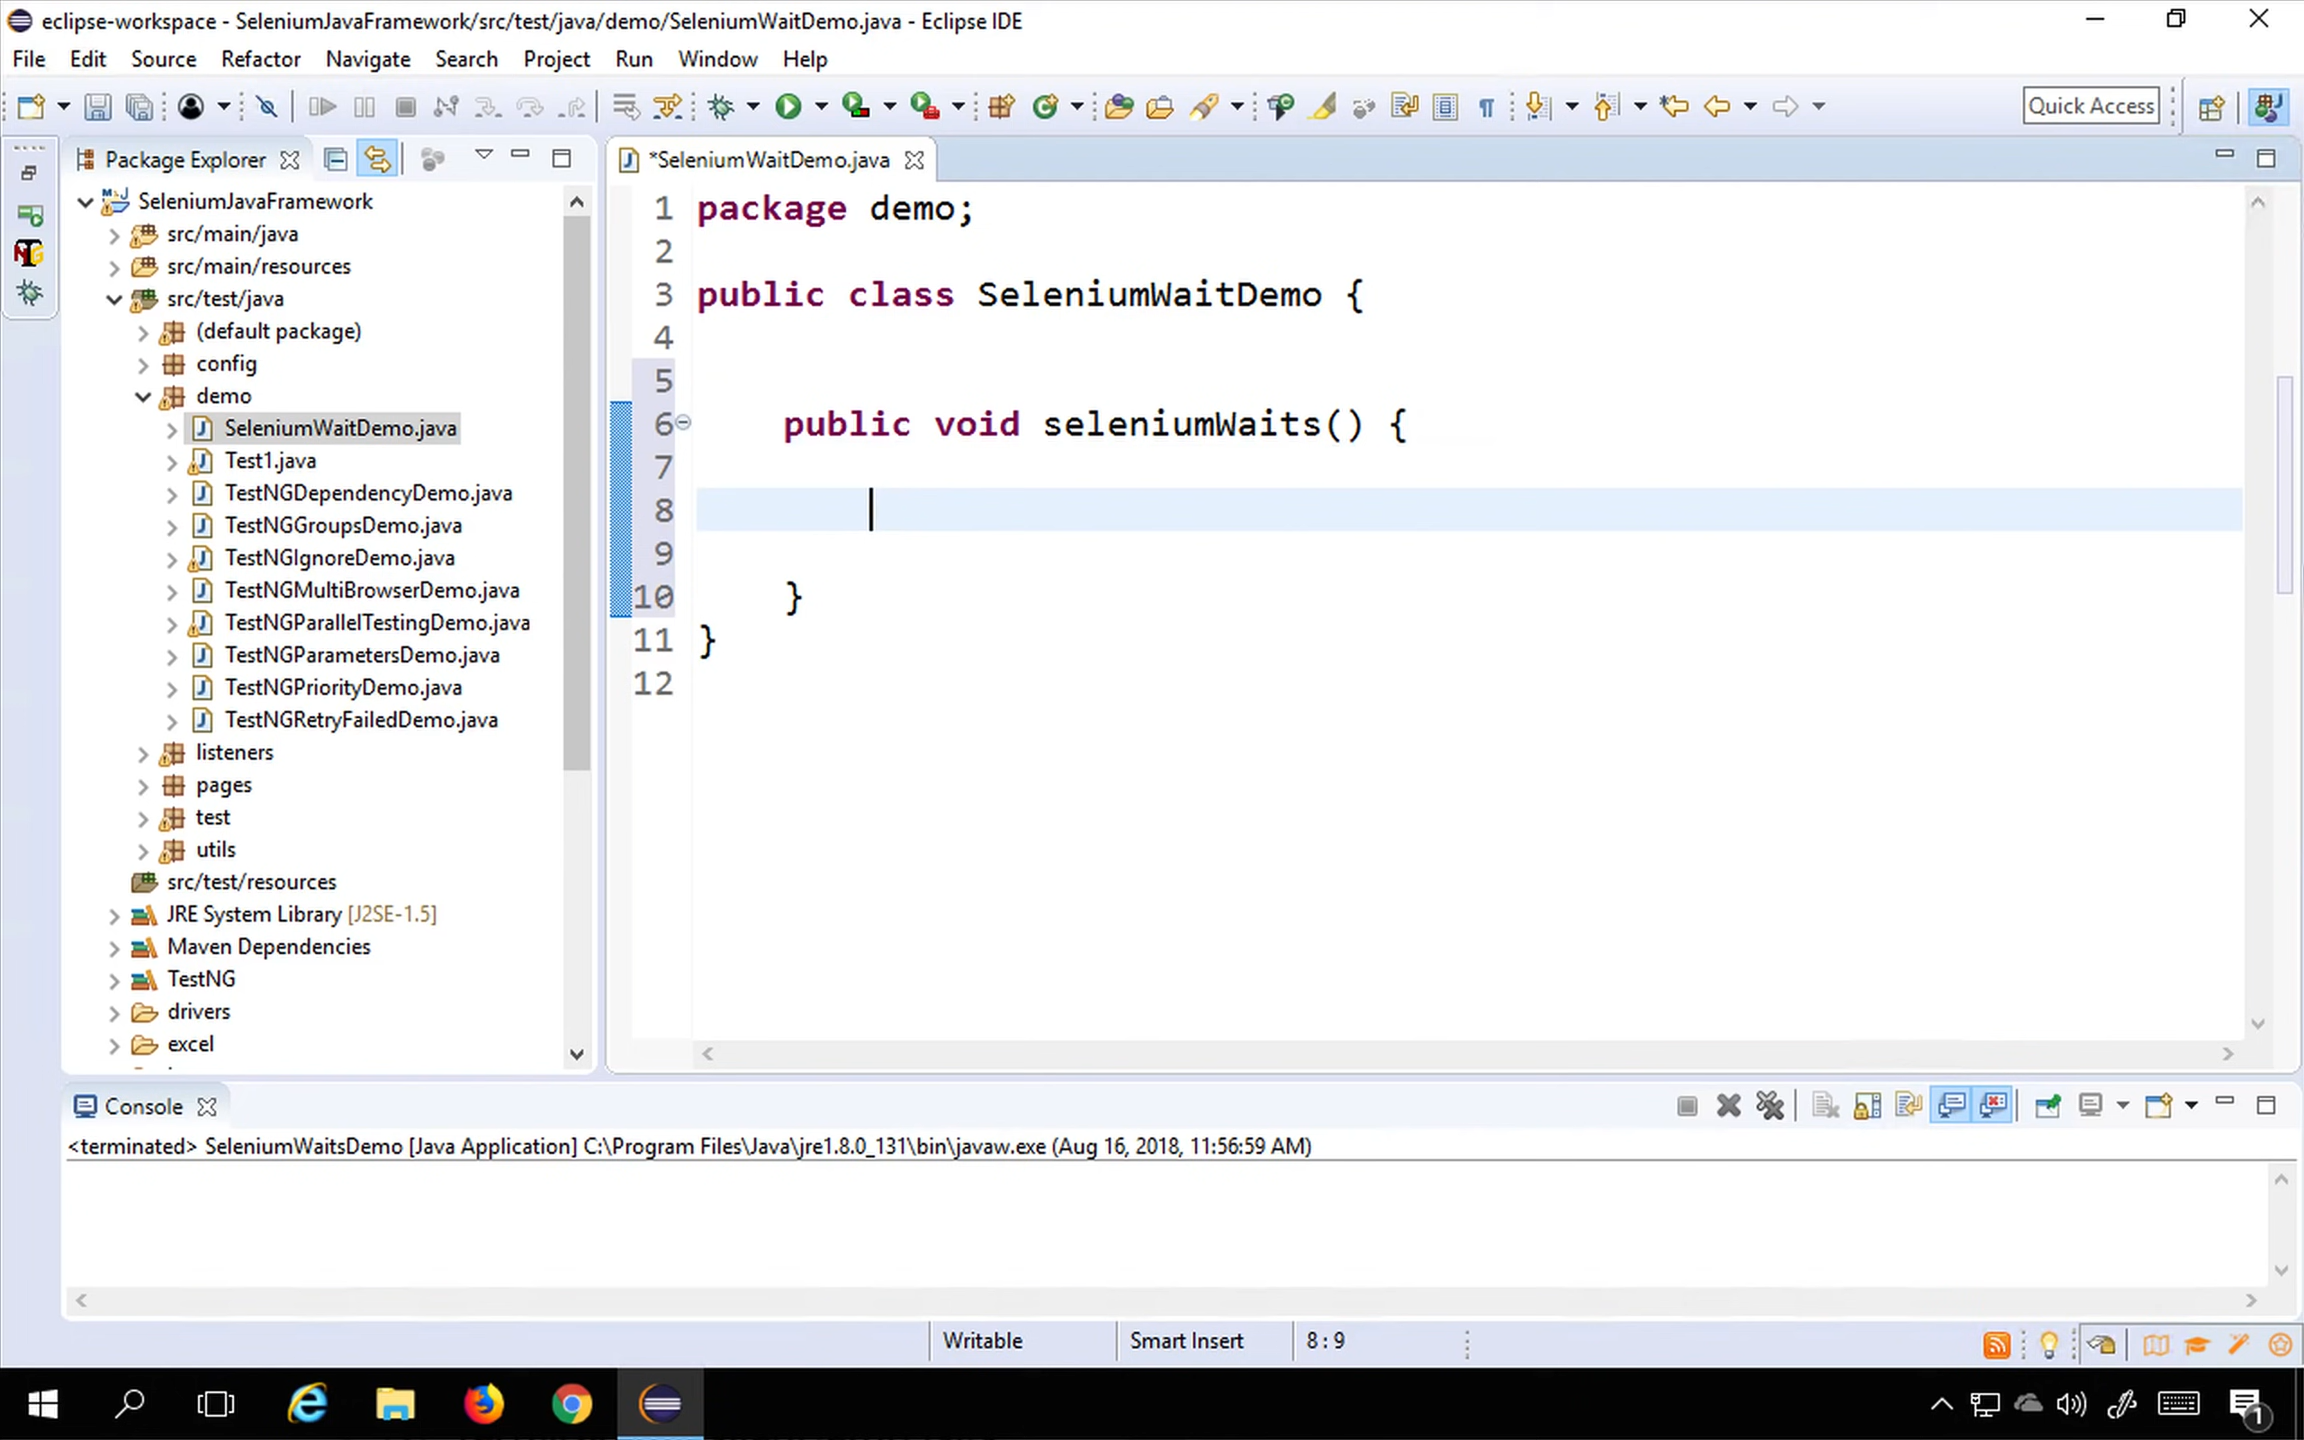 eclipse-workspace - SeleniumJavaFramework/src/test/java/demo/SeleniumWaitDemo.java - Eclipse IDE
File Edit Source Refactor Navigate Search Project Run Window Help
Quick Access
Package Explorer
SeleniumJavaFramework
src/main/java
src/main/resources
src/test/java
(default package)
config
demo
SeleniumWaitDemo.java
Test1.java
TestNGDependencyDemo.java
TestNGGroupsDemo.java
TestNGIgnoreDemo.java
TestNGMultiBrowserDemo.java
TestNGParallelTestingDemo.java
TestNGParametersDemo.java
TestNGPriorityDemo.java
TestNGRetryFailedDemo.java
listeners
pages
test
utils
src/test/resources
JRE System Library [J2SE-1.5]
Maven Dependencies
TestNG
drivers
excel
*SeleniumWaitDemo.java
1 package demo;
2
3 public class SeleniumWaitDemo {
4
5
6 public void seleniumWaits() {
7
8
9
10 }
11 }
12
Console
<terminated> SeleniumWaitsDemo [Java Application] C:\Program Files\Java\jre1.8.0_131\bin\javaw.exe (Aug 16, 2018, 11:56:59 AM)
Writable Smart Insert 8 : 9
1